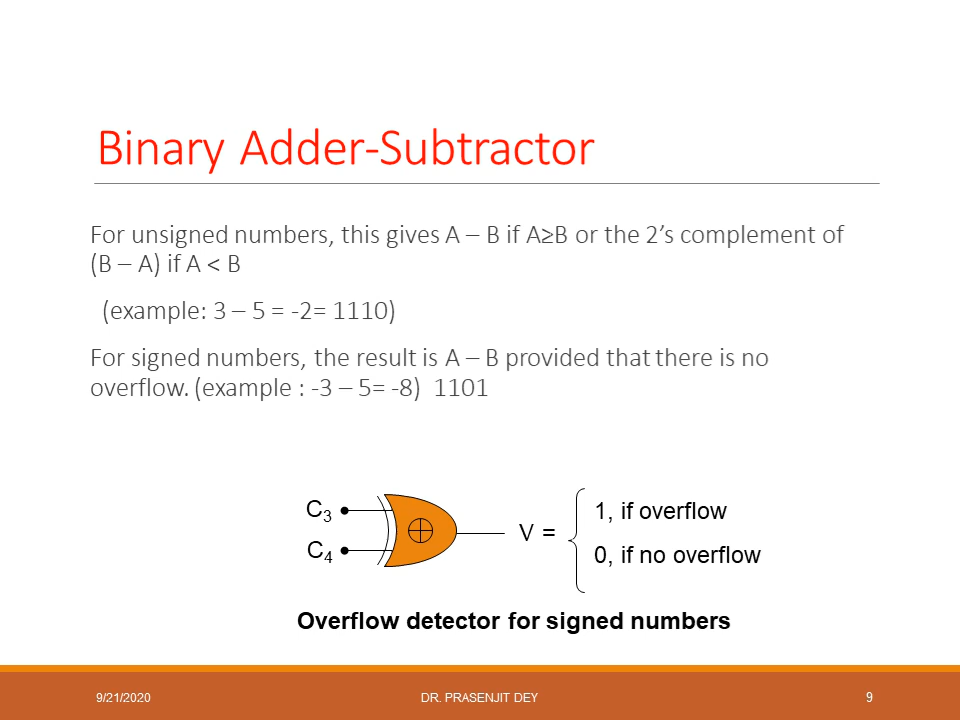 Binary Adder-Subtractor
For unsigned numbers, this gives A – B if A≥B or the 2’s complement of
(B – A) if A < B
(example: 3 – 5 = -2= 1110)
For signed numbers, the result is A – B provided that there is no
overflow. (example : -3 – 5= -8)  1101
C₃
C₄
V =
1, if overflow
0, if no overflow
Overflow detector for signed numbers
9/21/2020
DR. PRASENJIT DEY
9